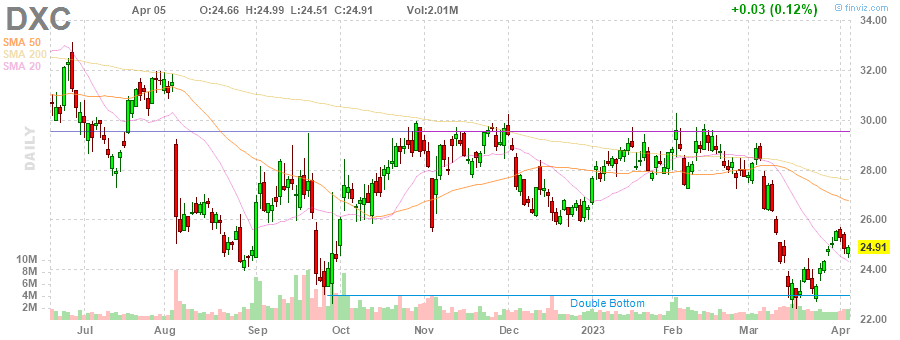 DXC
Apr 05
O:24.66 H:24.99 L:24.51 C:24.91
Vol:2.01M
+0.03 (0.12%)
© finviz.com
SMA 50
SMA 200
SMA 20
DAILY
34.00
32.00
30.00
28.00
26.00
24.91
24.00
22.00
10M
8M
6M
4M
2M
Double Bottom
Jul
Aug
Sep
Oct
Nov
Dec
2023
Feb
Mar
Apr